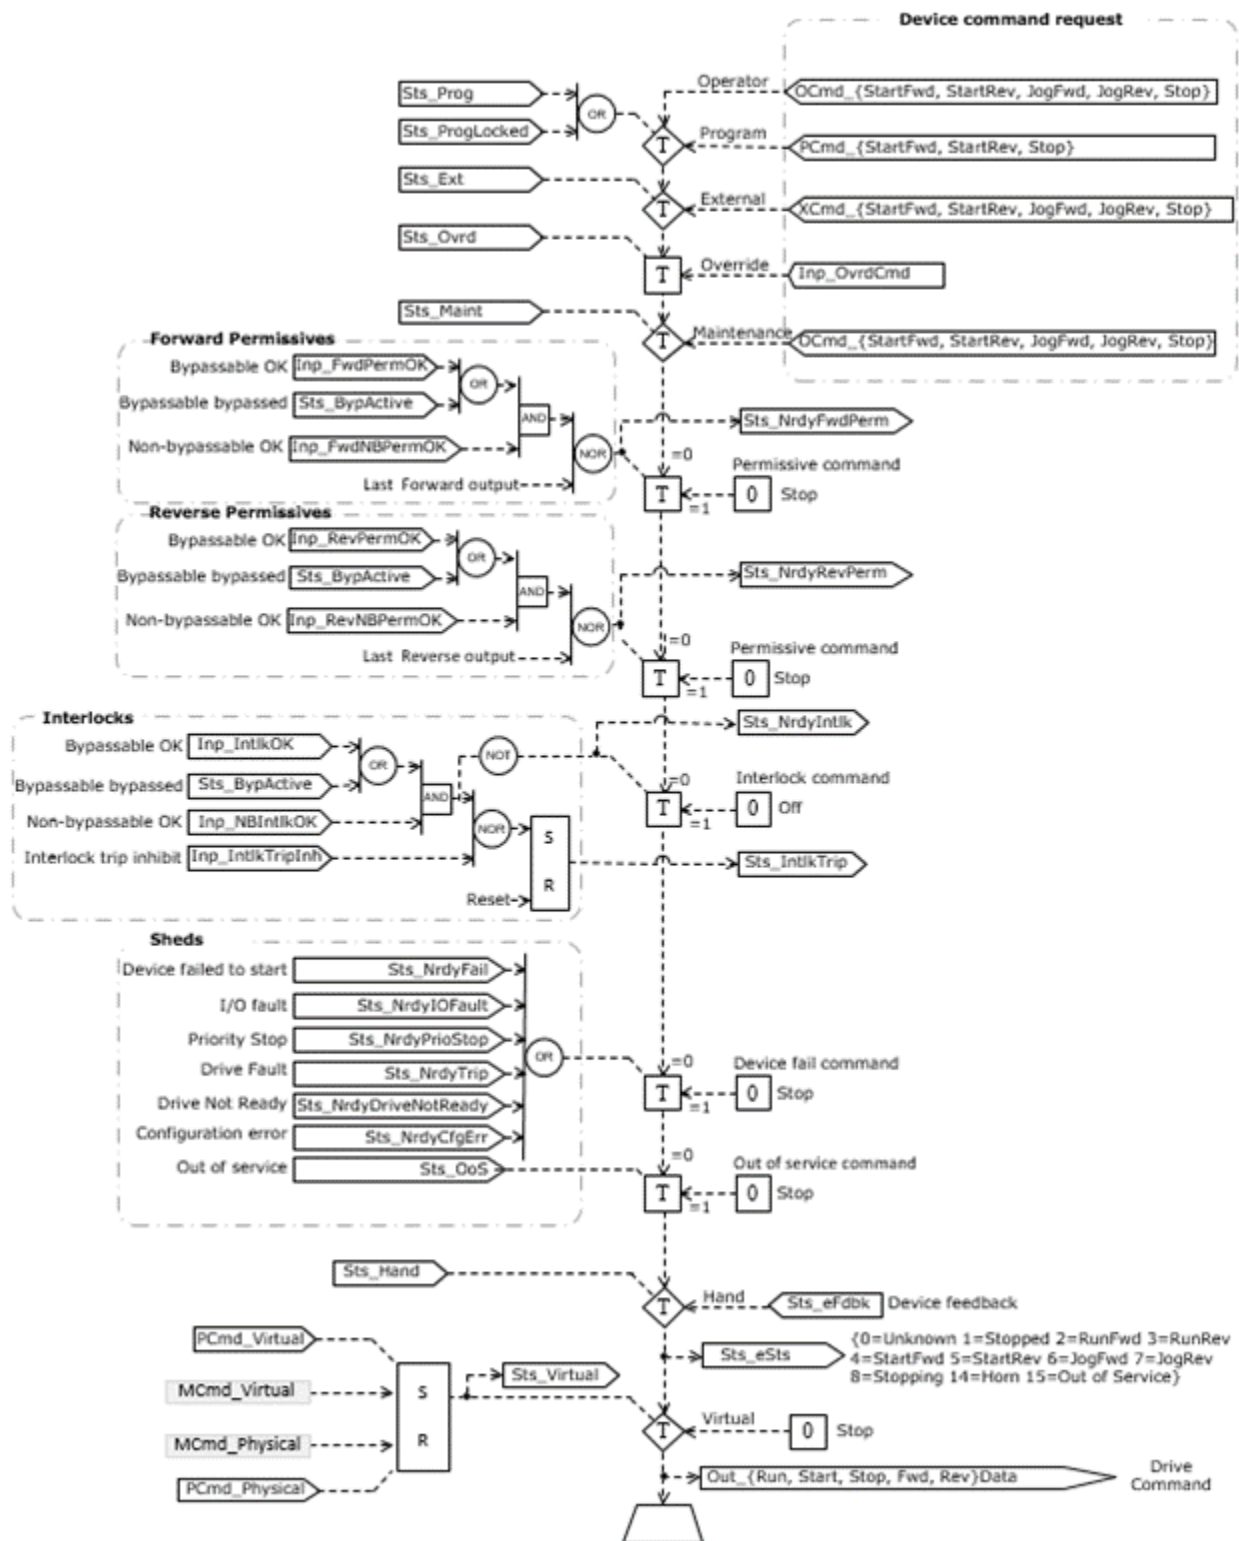 Device command request
Operator
OCmd_{StartFwd, StartRev, JogFwd, JogRev, Stop}
Sts_Prog
OR
Sts_ProgLocked
T
Program
PCmd_{StartFwd, StartRev, Stop}
Sts_Ext
T
External
XCmd_{StartFwd, StartRev, JogFwd, JogRev, Stop}
Sts_Ovrd
T
Override
Inp_OvrdCmd
Sts_Maint
T
Maintenance
OCmd_{StartFwd, StartRev, JogFwd, JogRev, Stop}
Forward Permissives
Bypassable OK
Inp_FwdPermOK
OR
Bypassable bypassed
Sts_BypActive
AND
Non-bypassable OK
Inp_FwdNBPermOK
NOR
Last Forward output
Sts_NrdyFwdPerm
=0
Permissive command
T
=1
0
Stop
Reverse Permissives
Bypassable OK
Inp_RevPermOK
OR
Bypassable bypassed
Sts_BypActive
AND
Non-bypassable OK
Inp_RevNBPermOK
NOR
Last Reverse output
Sts_NrdyRevPerm
=0
Permissive command
T
=1
0
Stop
Interlocks
Bypassable OK
Inp_IntlkOK
OR
NOT
Bypassable bypassed
Sts_BypActive
AND
Non-bypassable OK
Inp_NBIntlkOK
NOR
Interlock trip inhibit
Inp_IntlkTripInh
S
R
Reset
Sts_NrdyIntlk
=0
Interlock command
T
=1
0
Off
Sts_IntlkTrip
Sheds
Device failed to start
Sts_NrdyFail
I/O fault
Sts_NrdyIOFault
Priority Stop
Sts_NrdyPrioStop
OR
Drive Fault
Sts_NrdyTrip
Drive Not Ready
Sts_NrdyDriveNotReady
Configuration error
Sts_NrdyCfgErr
Out of service
Sts_OoS
=0
Device fail command
T
=1
0
Stop
=0
Out of service command
T
=1
0
Stop
Sts_Hand
T
Hand
Sts_eFdbk
Device feedback
Sts_eSts
{0=Unknown 1=Stopped 2=RunFwd 3=RunRev
4=StartFwd 5=StartRev 6=JogFwd 7=JogRev
8=Stopping 14=Horn 15=Out of Service}
PCmd_Virtual
MCmd_Virtual
MCmd_Physical
PCmd_Physical
S
R
Sts_Virtual
T
Virtual
0
Stop
Out_{Run, Start, Stop, Fwd, Rev}Data
Drive
Command